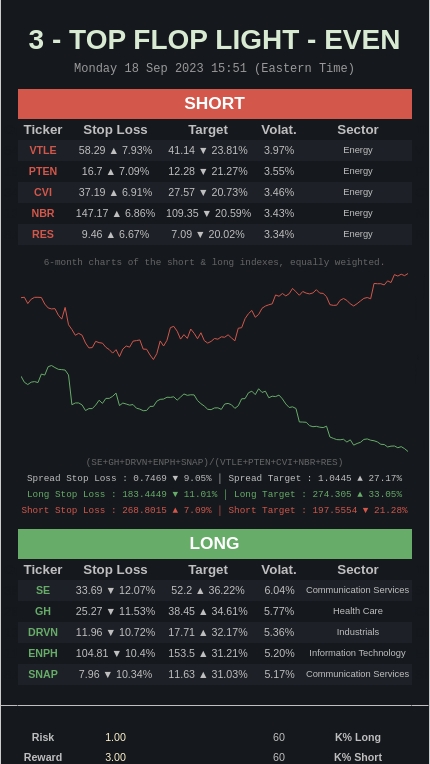 3 - TOP FLOP LIGHT - EVEN
Monday 18 Sep 2023 15:51 (Eastern Time)
SHORT
Ticker Stop Loss Target Volat. Sector
VTLE 58.29 ▲ 7.93% 41.14 ▼ 23.81% 3.97% Energy
PTEN 16.7 ▲ 7.09% 12.28 ▼ 21.27% 3.55% Energy
CVI 37.19 ▲ 6.91% 27.57 ▼ 20.73% 3.46% Energy
NBR 147.17 ▲ 6.86% 109.35 ▼ 20.59% 3.43% Energy
RES 9.46 ▲ 6.67% 7.09 ▼ 20.02% 3.34% Energy
6-month charts of the short & long indexes, equally weighted.
(SE+GH+DRVN+ENPH+SNAP)/(VTLE+PTEN+CVI+NBR+RES)
Spread Stop Loss : 0.7469 ▼ 9.05% | Spread Target : 1.0445 ▲ 27.17%
Long Stop Loss : 183.4449 ▼ 11.01% | Long Target : 274.305 ▲ 33.05%
Short Stop Loss : 268.8015 ▲ 7.09% | Short Target : 197.5554 ▼ 21.28%
LONG
Ticker Stop Loss Target Volat. Sector
SE 33.69 ▼ 12.07% 52.2 ▲ 36.22% 6.04% Communication Services
GH 25.27 ▼ 11.53% 38.45 ▲ 34.61% 5.77% Health Care
DRVN 11.96 ▼ 10.72% 17.71 ▲ 32.17% 5.36% Industrials
ENPH 104.81 ▼ 10.4% 153.5 ▲ 31.21% 5.20% Information Technology
SNAP 7.96 ▼ 10.34% 11.63 ▲ 31.03% 5.17% Communication Services
Risk 1.00 60 K% Long
Reward 3.00 60 K% Short